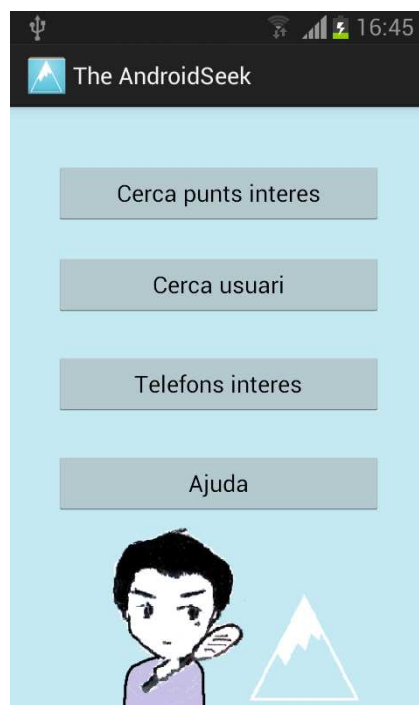 16:45
The AndroidSeek
Cerca punts interes
Cerca usuari
Telefons interes
Ajuda